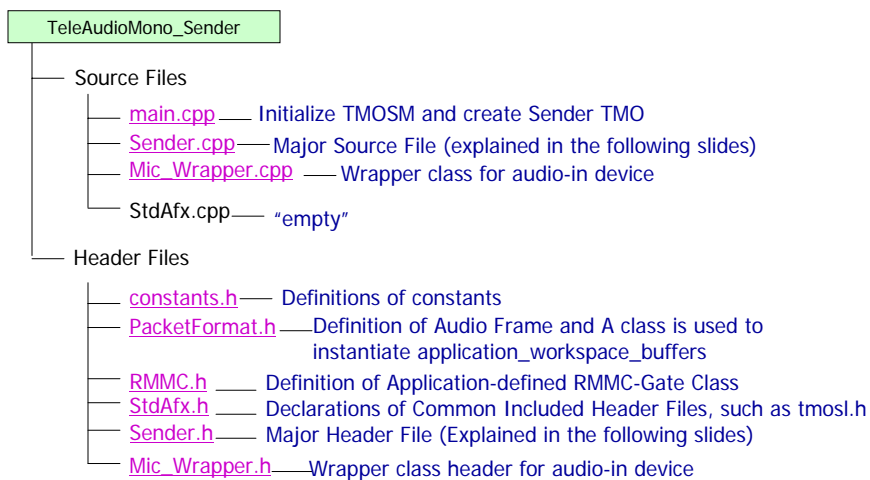 TeleAudioMono_Sender
Source Files
main.cpp Initialize TMOSM and create Sender TMO
Sender.cpp Major Source File (explained in the following slides)
Mic_Wrapper.cpp Wrapper class for audio-in device
StdAfx.cpp “empty”
Header Files
constants.h Definitions of constants
PacketFormat.h Definition of Audio Frame and A class is used to
instantiate application_workspace_buffers
RMMC.h Definition of Application-defined RMMC-Gate Class
StdAfx.h Declarations of Common Included Header Files, such as tmosl.h
Sender.h Major Header File (Explained in the following slides)
Mic_Wrapper.h Wrapper class header for audio-in device